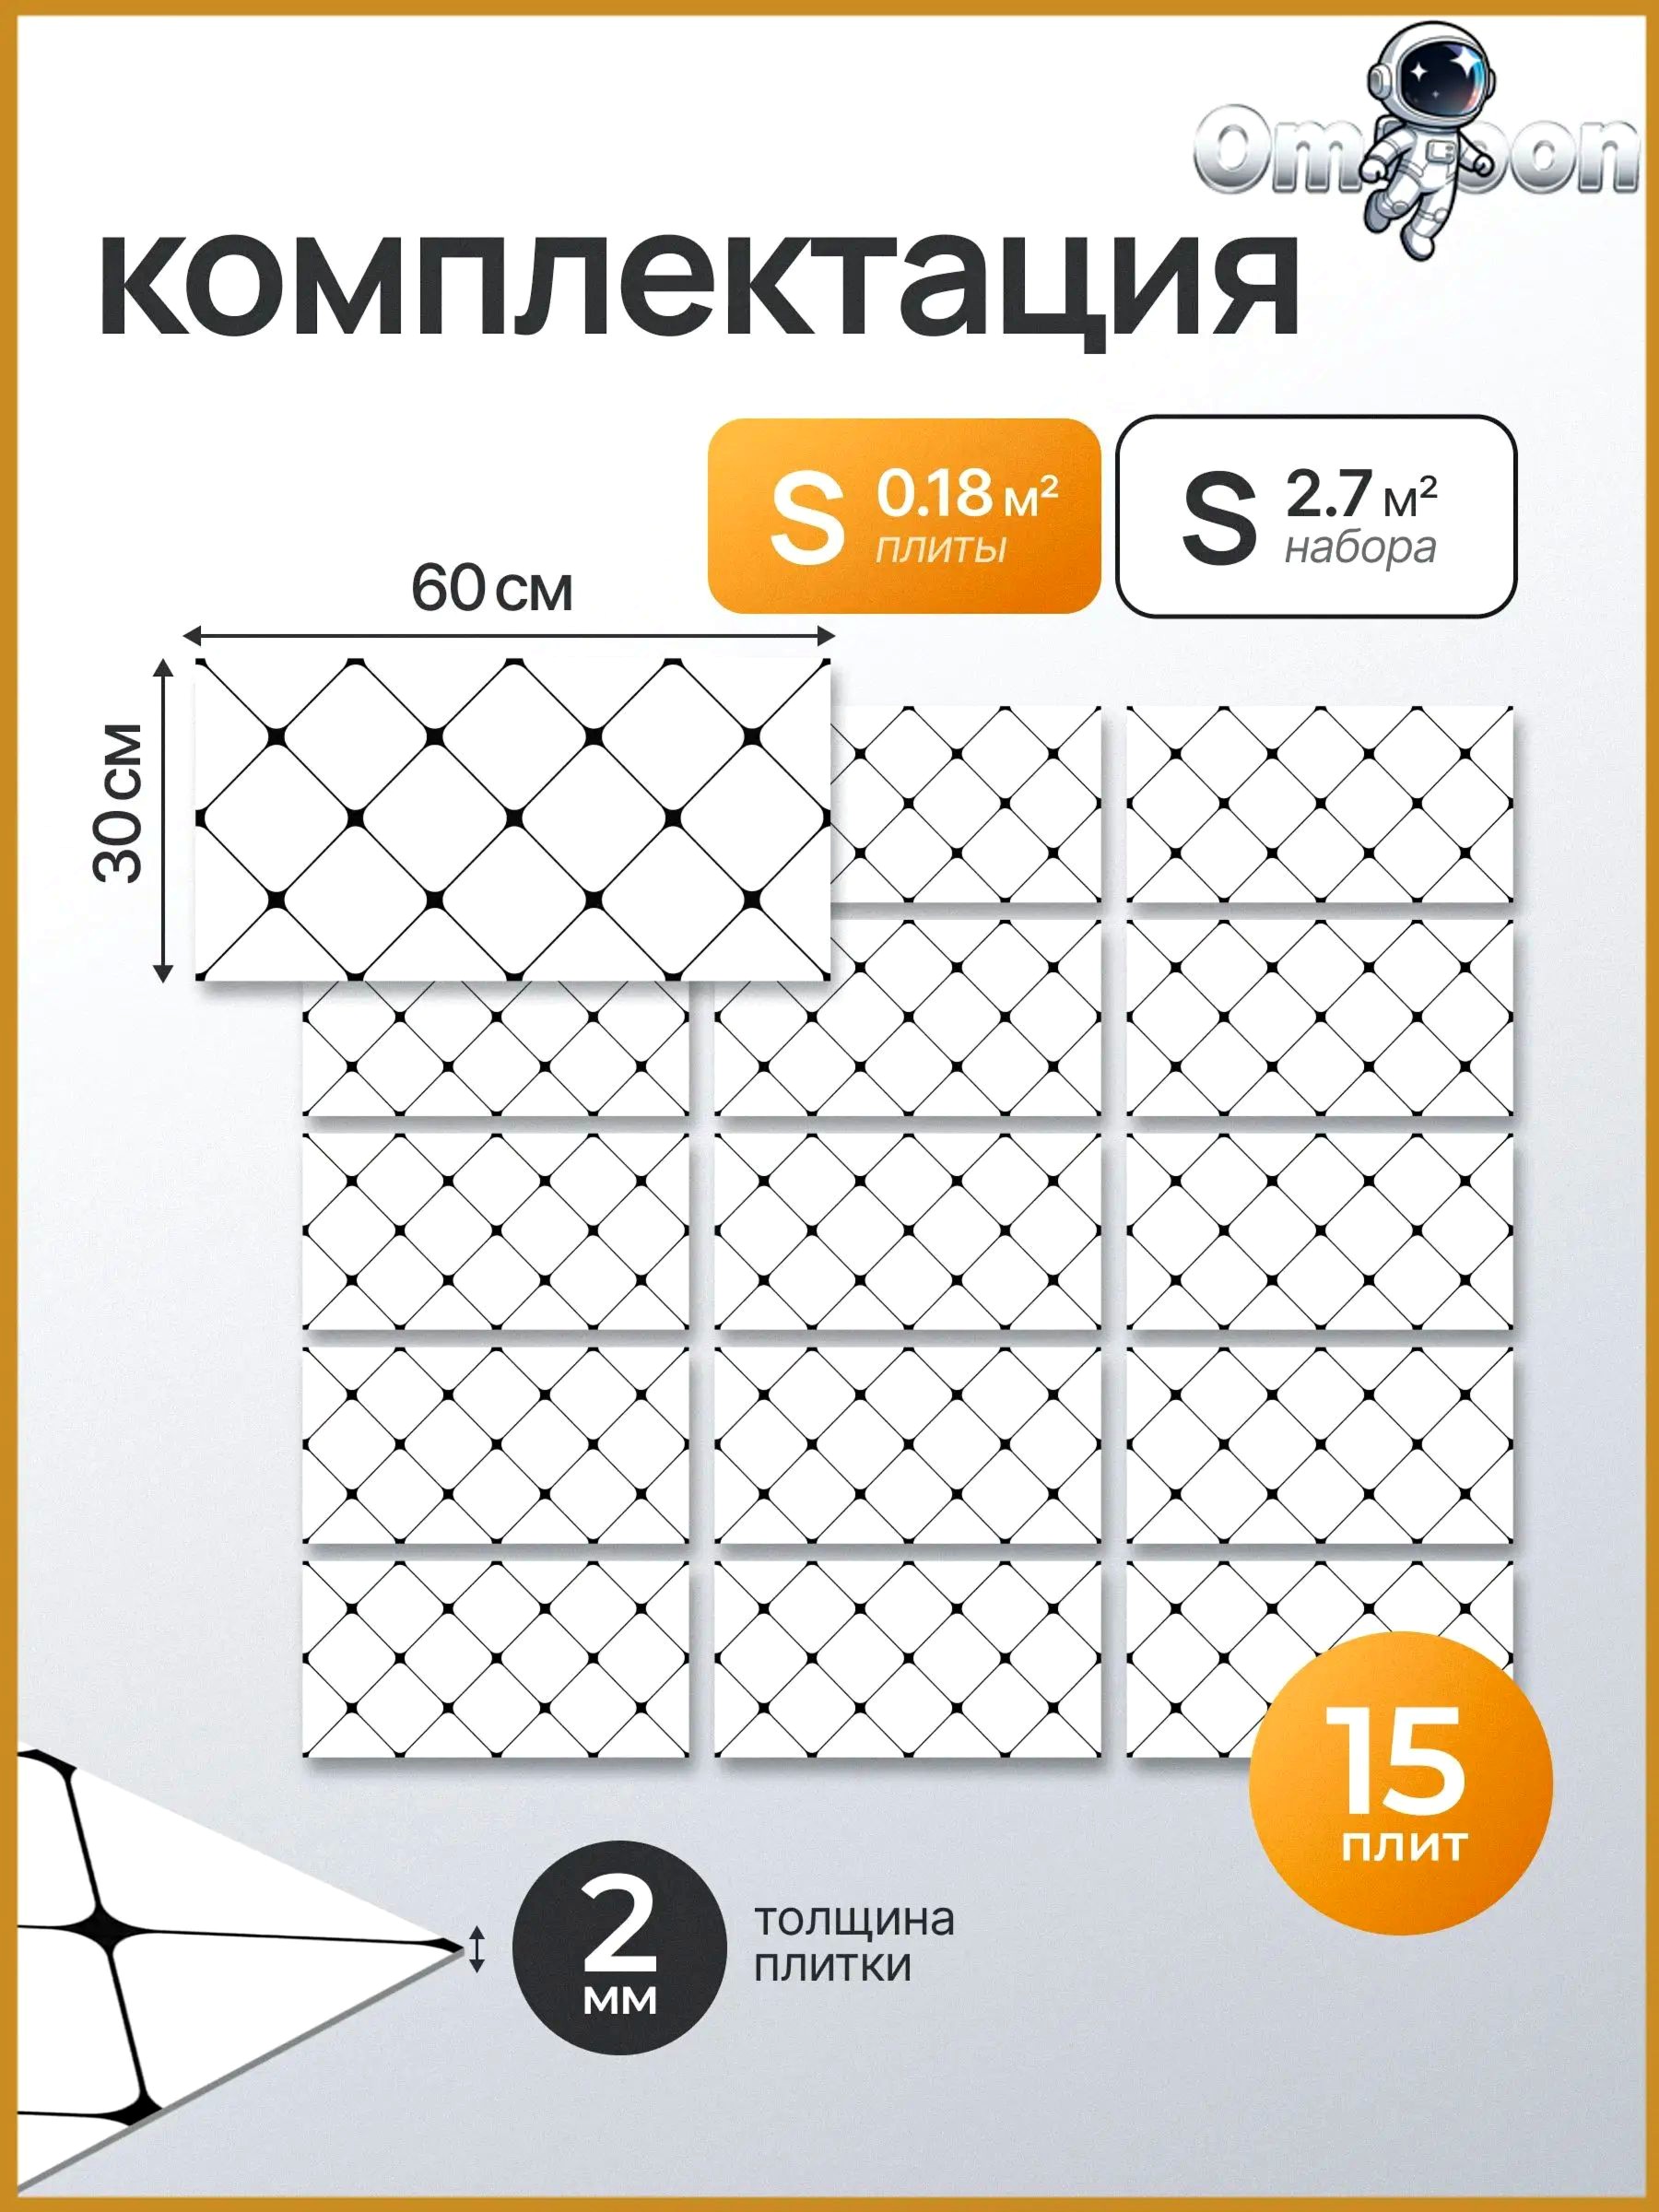 комплектация
S 0.18 м²
плиты
S 2.7 м²
набора
60 см
30 см
15
плит
2
мм
толщина
плитки